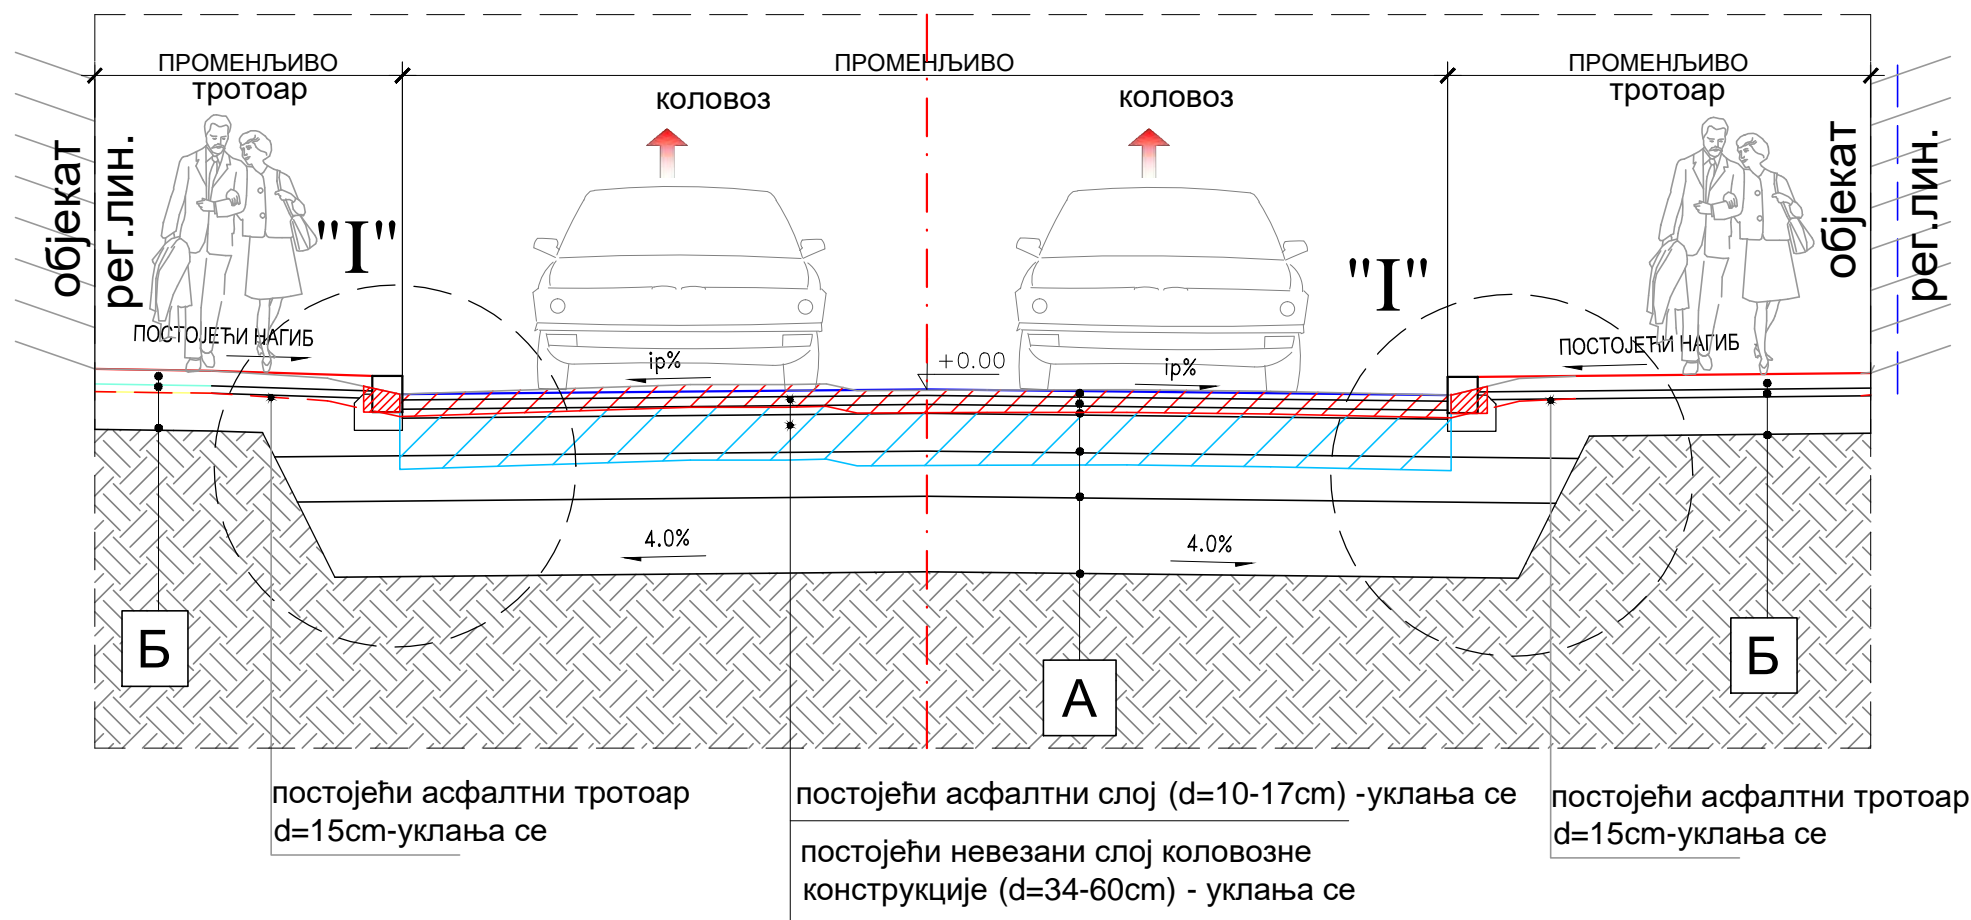 ПРОМЕНЉИВО
ПРОМЕНЉИВО
ПРОМЕНЉИВО
тротоар
коловоз
коловоз
тротоар
објекат
рег.лин.
"I"
"I"
објекат
рег.лин.
ПОСТОЈЕЋИ НАГИБ
ip%
+0.00
ip%
ПОСТОЈЕЋИ НАГИБ
4.0%
4.0%
Б
А
Б
постојећи асфалтни тротоар
d=15cm-уклања се
постојећи асфалтни слој (d=10-17cm) -уклања се
постојећи невезани слој коловозне
конструкције (d=34-60cm) - уклања се
постојећи асфалтни тротоар
d=15cm-уклања се